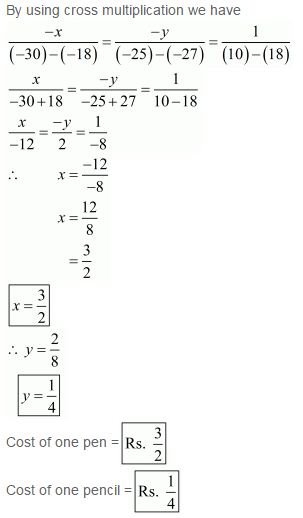 By using cross multiplication we have
\frac{-x}{(-30)-(-18)} = \frac{-y}{(-25)-(-27)} = \frac{1}{(10)-(18)}
\frac{x}{-30+18} = \frac{-y}{-25+27} = \frac{1}{10-18}
\frac{x}{-12} = \frac{-y}{2} = \frac{1}{-8}
∴ x = \frac{-12}{-8}
x = \frac{12}{8}
= \frac{3}{2}
x = \frac{3}{2}
∴ y = \frac{2}{8}
y = \frac{1}{4}
Cost of one pen = Rs. \frac{3}{2}
Cost of one pencil = Rs. \frac{1}{4}